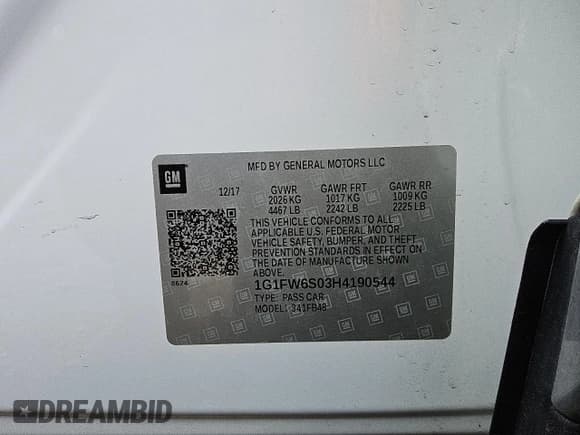 GM
MFD BY GENERAL MOTORS LLC
12/17 GVWR GAWR FRT GAWR RR
2026 KG 1017 KG 1009 KG
4467 LB 2242 LB 2225 LB
THIS VEHICLE CONFORMS TO ALL
APPLICABLE U.S. FEDERAL MOTOR
VEHICLE SAFETY, BUMPER, AND THEFT
PREVENTION STANDARDS IN EFFECT ON
THE DATE OF MANUFACTURE SHOWN
ABOVE.
8624
1G1FW6S03H4190544
TYPE: PASS CAR
MODEL: 341FB48
DREAMBID